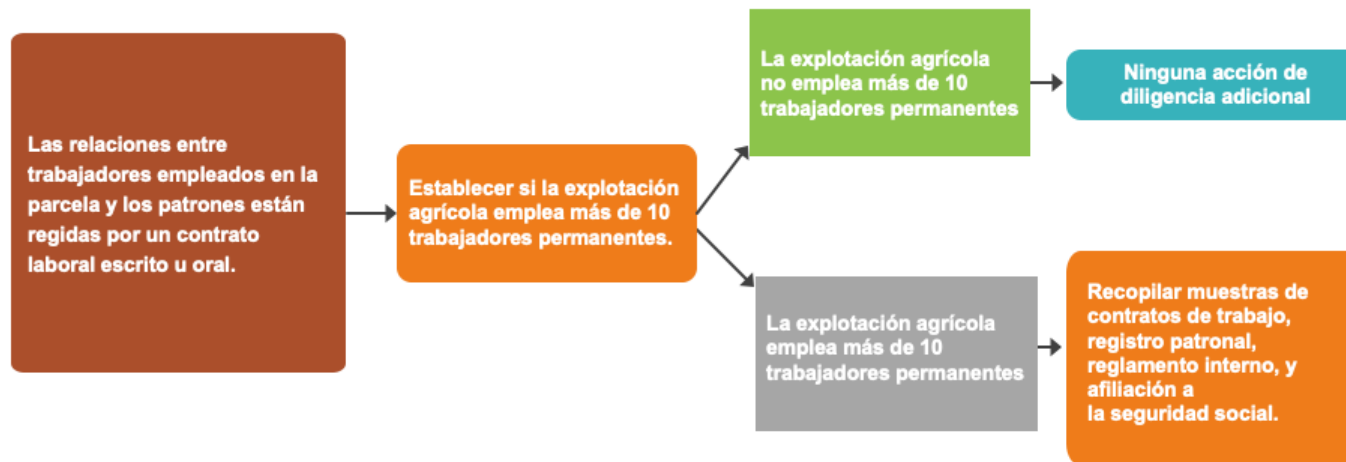 Las relaciones entre
trabajadores empleados en la
parcela y los patrones están
regidas por un contrato
laboral escrito u oral.
Establecer si la explotación
agrícola emplea más de 10
trabajadores permanentes.
La explotación agrícola
no emplea más de 10
trabajadores permanentes
Ninguna acción de
diligencia adicional
La explotación agrícola
emplea más de 10
trabajadores permanentes
Recopilar muestras de
contratos de trabajo,
registro patronal,
reglamento interno, y
afiliación a
la seguridad social.